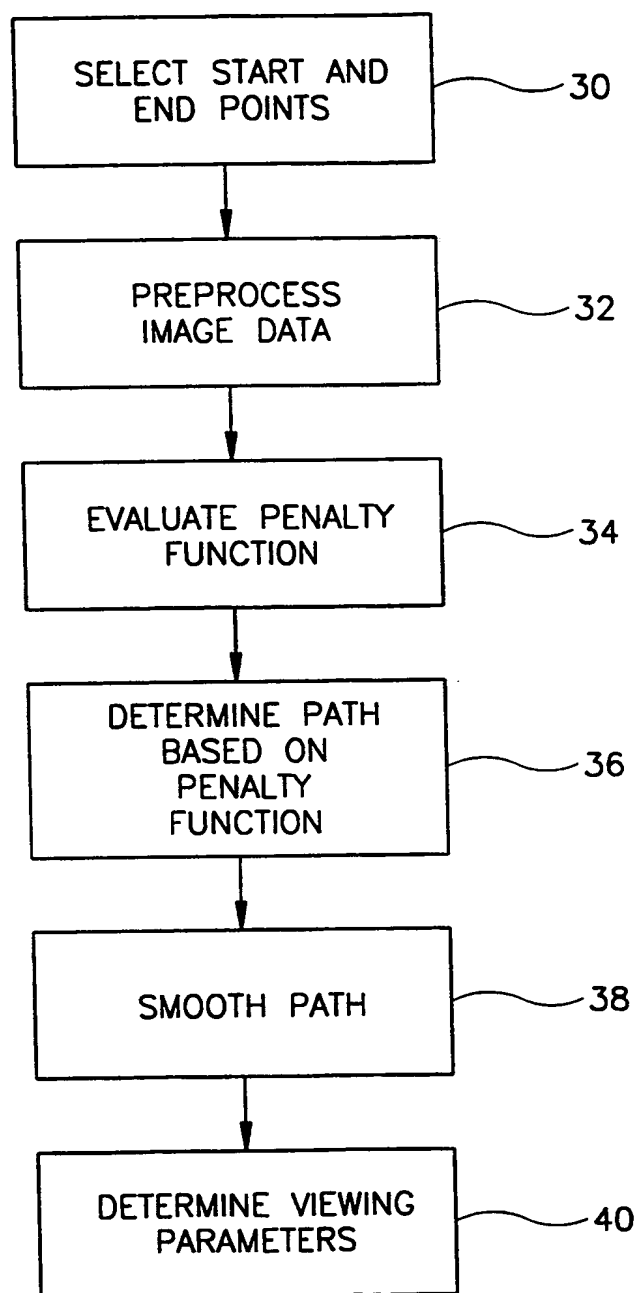 SELECT START AND
END POINTS
30
PREPROCESS
IMAGE DATA
32
EVALUATE PENALTY
FUNCTION
34
DETERMINE PATH
BASED ON
PENALTY
FUNCTION
36
SMOOTH PATH
38
DETERMINE VIEWING
PARAMETERS
40